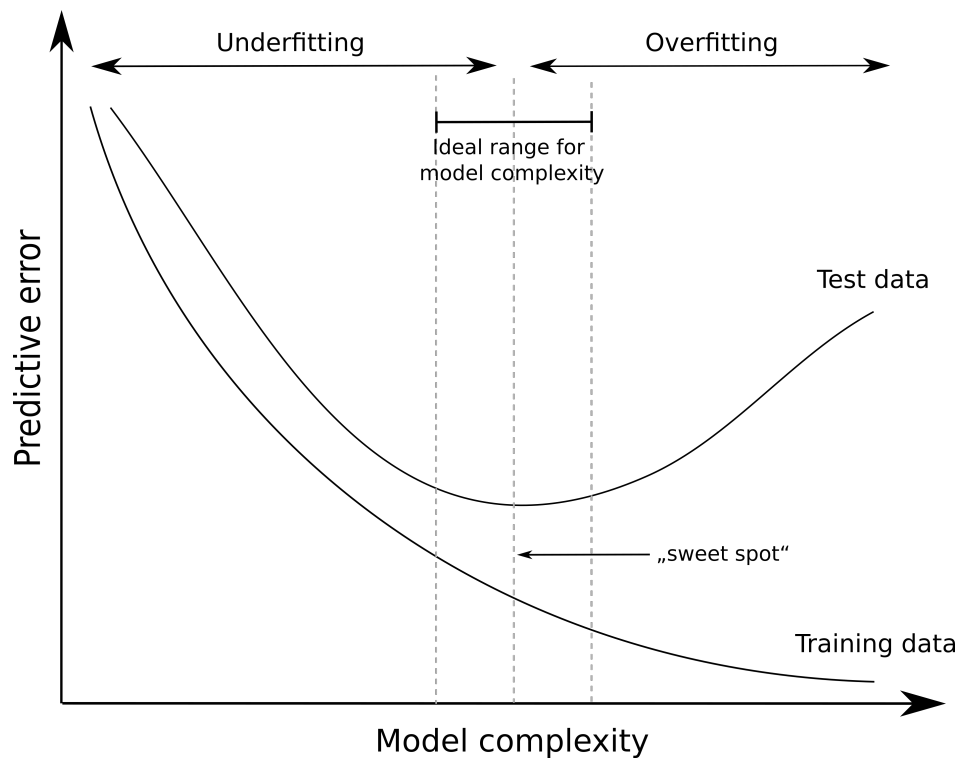 Underfitting
Overfitting
Ideal range for
model complexity
Predictive error
Test data
„sweet spot“
Training data
Model complexity